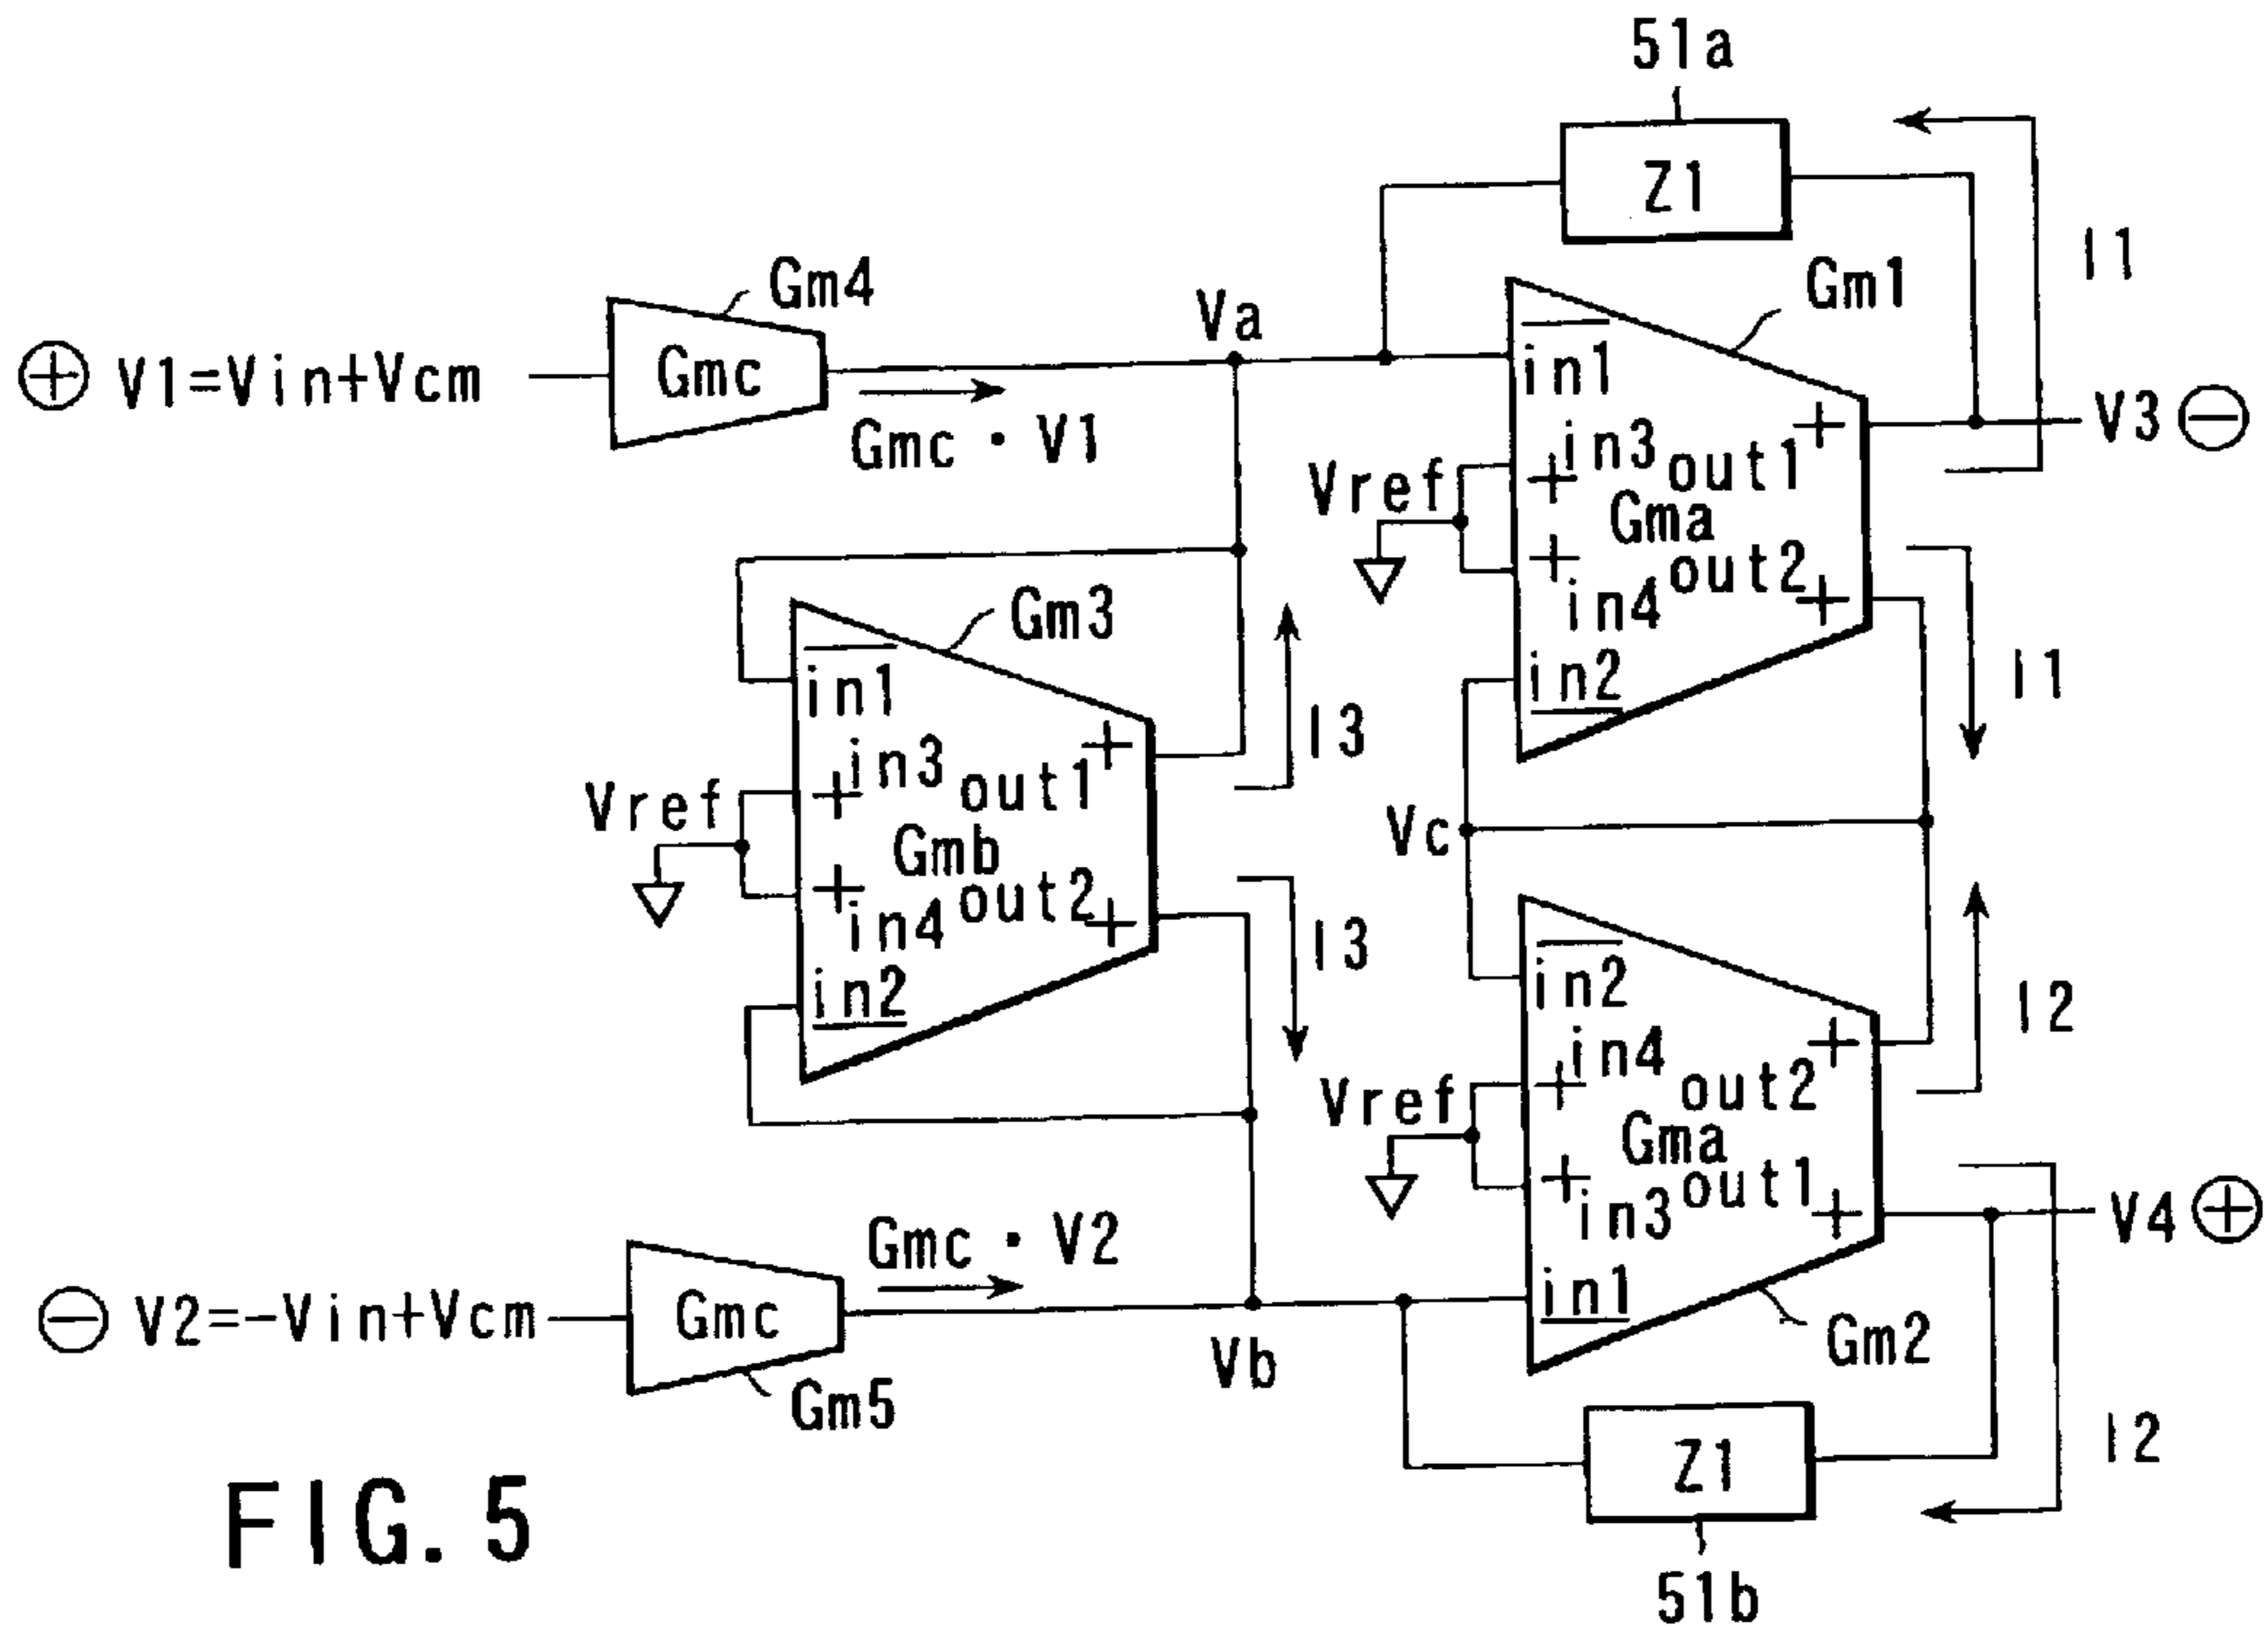 51a
Z1
I1
Gm4
Gm1
Va
⊕ V1=Vin+Vcm
Gmc
in1
Gmc · V1
+
V3 ⊖
in3
out1
Vref
+
Gma
+
out2
in4
+
in2
I1
Gm3
in1
+
I3
in3
out1
Vref
+
Gmb
Vc
+
out2
in4
+
I3
in2
in2
+
I2
in4
out2
Vref
+
Gma
+
out1
in3
+
V4 ⊕
in1
Gmc · V2
⊖ V2=-Vin+Vcm
Gmc
Vb
Gm2
Gm5
Z1
I2
51b
FIG. 5